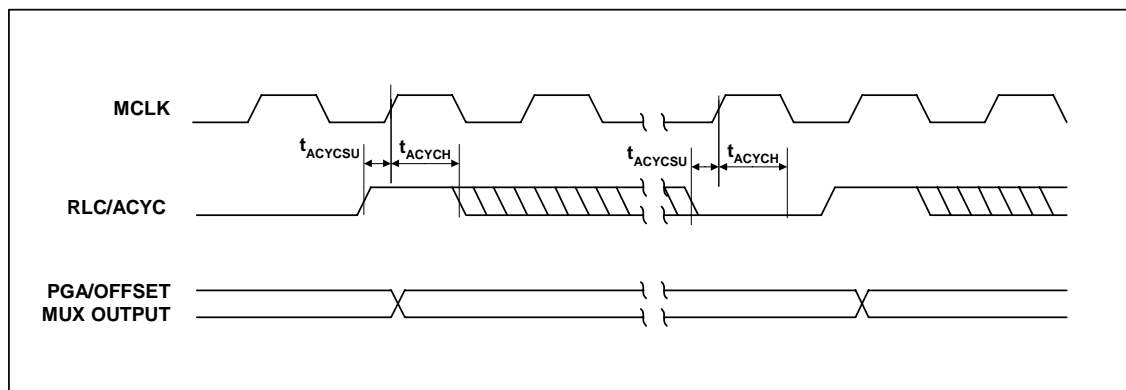 MCLK
tACYCSU tACYCH tACYCSU tACYCH
RLC/ACYC
PGA/OFFSET
MUX OUTPUT